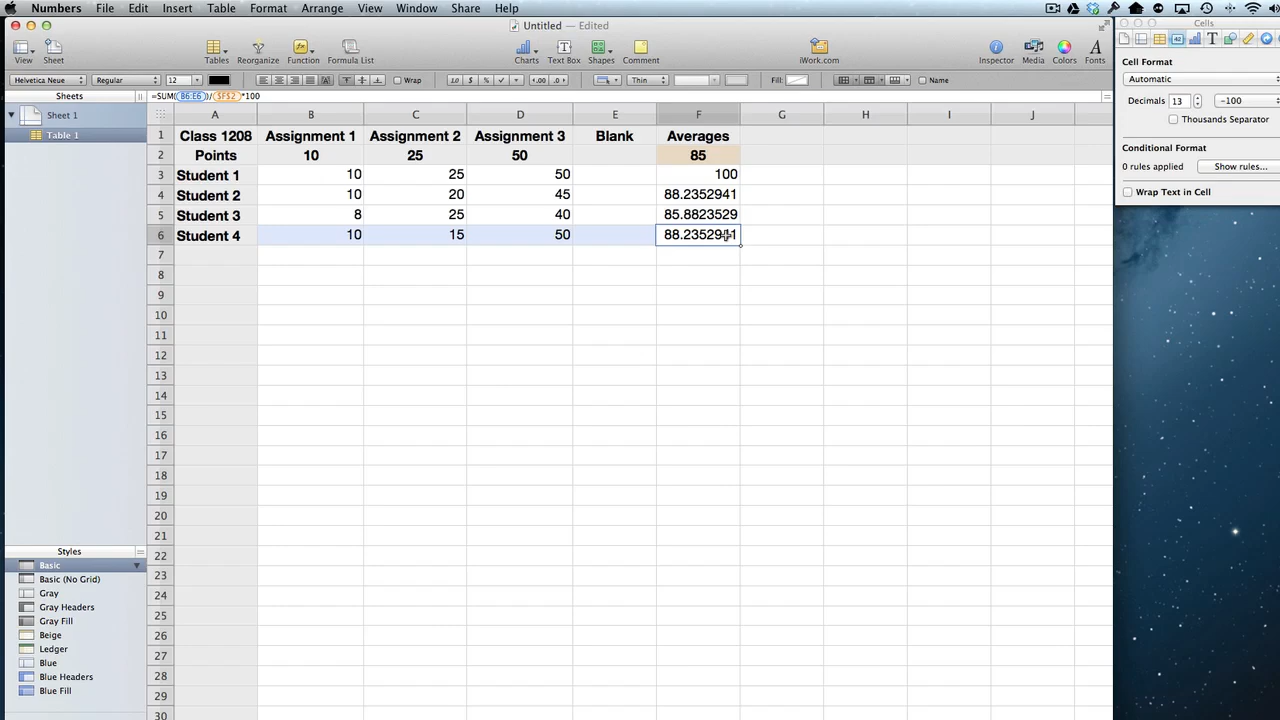 Numbers File Edit Insert Table Format Arrange View Window Share Help
Untitled — Edited
Cells
View Sheet Tables Reorganize Function Formula List Charts Text Box Shapes Comment iWork.com Inspector Media Colors Fonts
Helvetica Neue Regular 12 Wrap Thin Fill: Name
Sheets =SUM(B6:E6)/$F$2*100
Sheet 1
Table 1
A B C D E F G H I J
1 Class 1208 Assignment 1 Assignment 2 Assignment 3 Blank Averages
2 Points 10 25 50 85
3 Student 1 10 25 50 100
4 Student 2 10 20 45 88.2352941
5 Student 3 8 25 40 85.8823529
6 Student 4 10 15 50 88.2352941
7
8
9
10
11
12
13
14
15
16
17
18
19
20
21
22
23
24
25
26
27
28
29
30
Styles
Basic
Basic (No Grid)
Gray
Gray Headers
Gray Fill
Beige
Ledger
Blue
Blue Headers
Blue Fill
Cell Format
Automatic
Decimals 13 -100
Thousands Separator
Conditional Format
0 rules applied Show rules...
Wrap Text in Cell